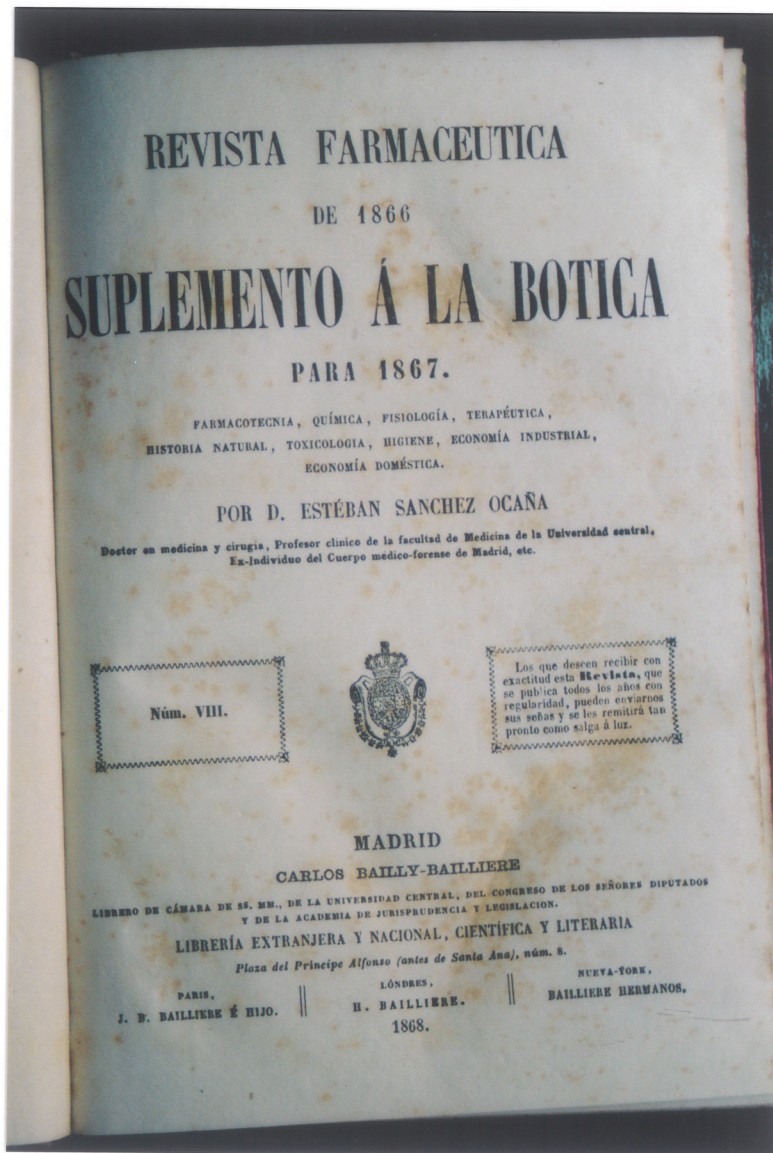 REVISTA FARMACEUTICA
DE 1866
SUPLEMENTO Á LA BOTICA
PARA 1867.
FARMACOTECNIA, QUÍMICA, FISIOLOGÍA, TERAPÉUTICA,
HISTORIA NATURAL, TOXICOLOGIA, HIGIENE, ECONOMÍA INDUSTRIAL,
ECONOMÍA DOMÉSTICA.
POR D. ESTÉBAN SANCHEZ OCAÑA
Doctor en medicina y cirugia, Profesor clínico de la facultad de Medicina de la Universidad central,
Ex-Individuo del Cuerpo médico-forense de Madrid, etc.
Núm. VIII.
Los que deseen recibir con
exactitud esta Revista, que
se publica todos los años con
regularidad, pueden enviarnos
sus señas y se les remitirá tan
pronto como salga á luz.
MADRID
CARLOS BAILLY-BAILLIERE
LIBRERO DE CÁMARA DE SS. MM., DE LA UNIVERSIDAD CENTRAL, DEL CONGRESO DE LOS SEÑORES DIPUTADOS
Y DE LA ACADEMIA DE JURISPRUDENCIA Y LEGISLACION.
LIBRERÍA EXTRANJERA Y NACIONAL, CIENTÍFICA Y LITERARIA
Plaza del Príncipe Alfonso (antes de Santa Ana), núm. 8.
PARIS,
J. B. BAILLIERE É HIJO.
LÓNDRES,
H. BAILLIERE.
NUEVA-YORK,
BAILLIERE HERMANOS.
1868.